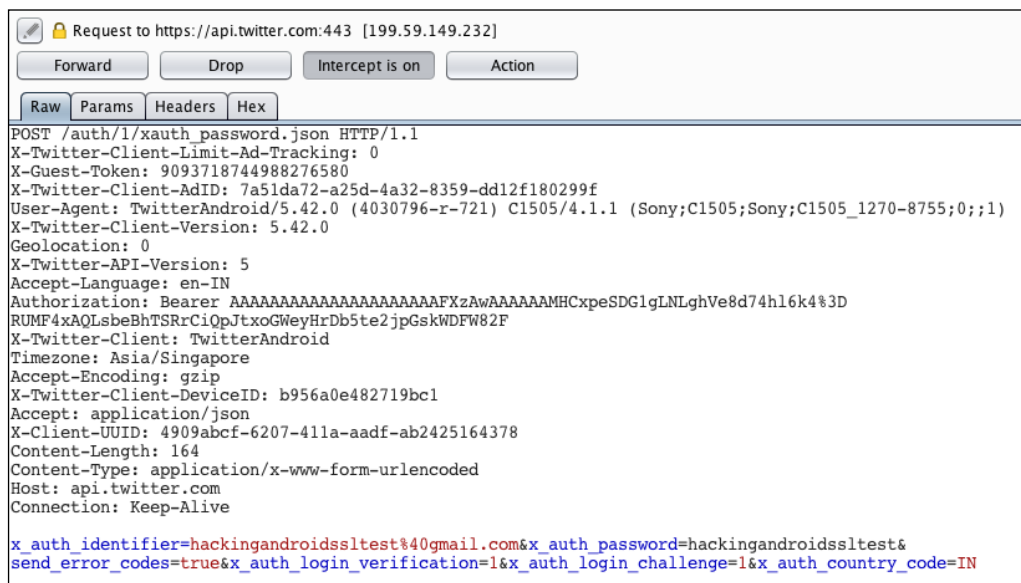 Request to https://api.twitter.com:443 [199.59.149.232]
Forward Drop Intercept is on Action
Raw Params Headers Hex
POST /auth/1/xauth_password.json HTTP/1.1
X-Twitter-Client-Limit-Ad-Tracking: 0
X-Guest-Token: 9093718744988276580
X-Twitter-Client-AdID: 7a51da72-a25d-4a32-8359-dd12f180299f
User-Agent: TwitterAndroid/5.42.0 (4030796-r-721) C1505/4.1.1 (Sony;C1505;Sony;C1505_1270-8755;0;;1)
X-Twitter-Client-Version: 5.42.0
Geolocation: 0
X-Twitter-API-Version: 5
Accept-Language: en-IN
Authorization: Bearer AAAAAAAAAAAAAAAAAAAAAFXzAwAAAAAAMHCxpeSDG1gLNLghVe8d74hl6k4%3D
RUMF4xAQLsbeBhTSRrCiQpJtxoGWeyHrDb5te2jpGskWDFW82F
X-Twitter-Client: TwitterAndroid
Timezone: Asia/Singapore
Accept-Encoding: gzip
X-Twitter-Client-DeviceID: b956a0e482719bc1
Accept: application/json
X-Client-UUID: 4909abcf-6207-411a-aadf-ab2425164378
Content-Length: 164
Content-Type: application/x-www-form-urlencoded
Host: api.twitter.com
Connection: Keep-Alive
x_auth_identifier=hackingandroidssltest%40gmail.com&x_auth_password=hackingandroidssltest&
send_error_codes=true&x_auth_login_verification=1&x_auth_login_challenge=1&x_auth_country_code=IN